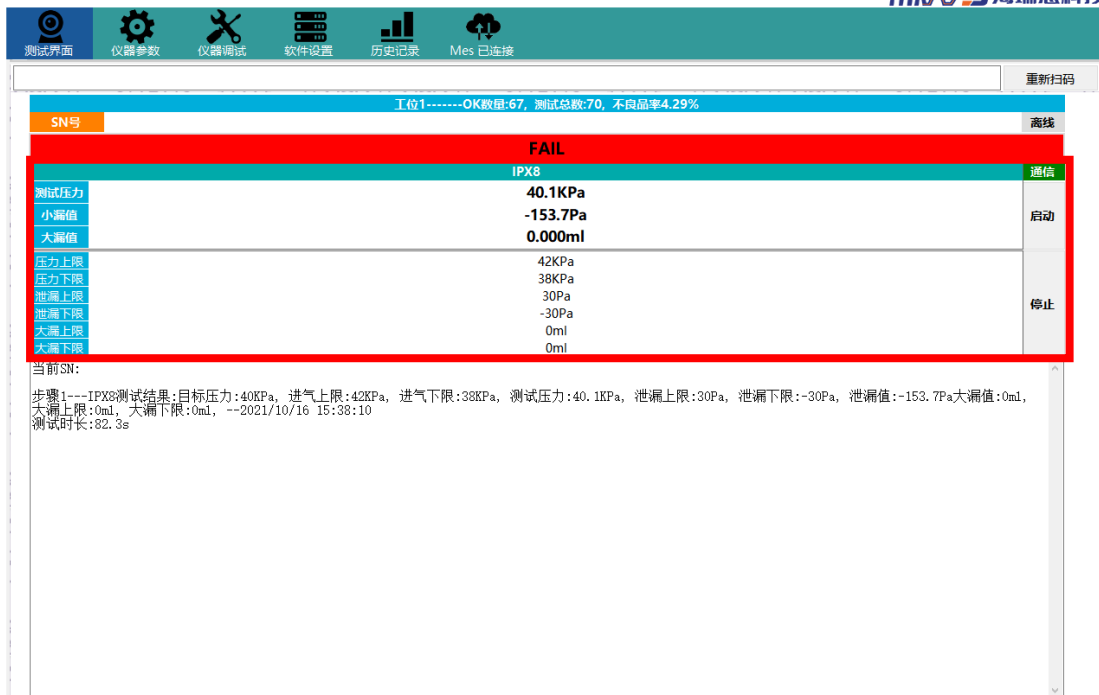 测试界面
仪器参数
仪器调试
软件设置
历史记录
Mes 已连接
重新扫码
工位1-------OK数量:67, 测试总数:70, 不良品率4.29%
SN号
离线
FAIL
IPX8
通信
测试压力
40.1KPa
小漏值
-153.7Pa
启动
大漏值
0.000ml
压力上限
42KPa
压力下限
38KPa
泄漏上限
30Pa
泄漏下限
-30Pa
停止
大漏上限
0ml
大漏下限
0ml
当前SN:
步骤1---IPX8测试结果:目标压力:40KPa, 进气上限:42KPa, 进气下限:38KPa, 测试压力:40.1KPa, 泄漏上限:30Pa, 泄漏下限:-30Pa, 泄漏值:-153.7Pa大漏值:0ml,
大漏上限:0ml, 大漏下限:0ml, --2021/10/16 15:38:10
测试时长:82.3s